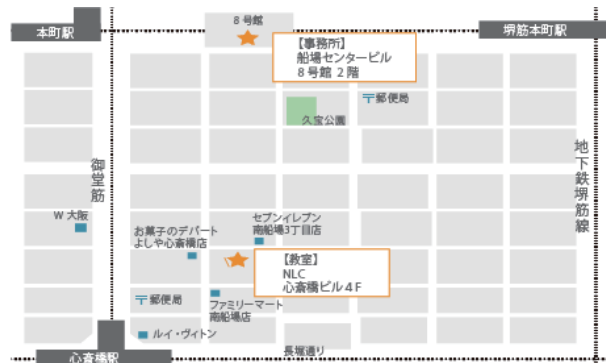 8号館
本町駅
堺筋本町駅
【事務所】
船場センタービル
8号館 2階
〒郵便局
久宝公園
御堂筋
地下鉄堺筋線
W 大阪
お菓子のデパート
よしや心斎橋店
セブンイレブン
南船場3丁目店
【教室】
NLC
心斎橋ビル4F
〒郵便局
ファミリーマート
南船場店
ルイ・ヴィトン
長堀通り
心斎橋駅